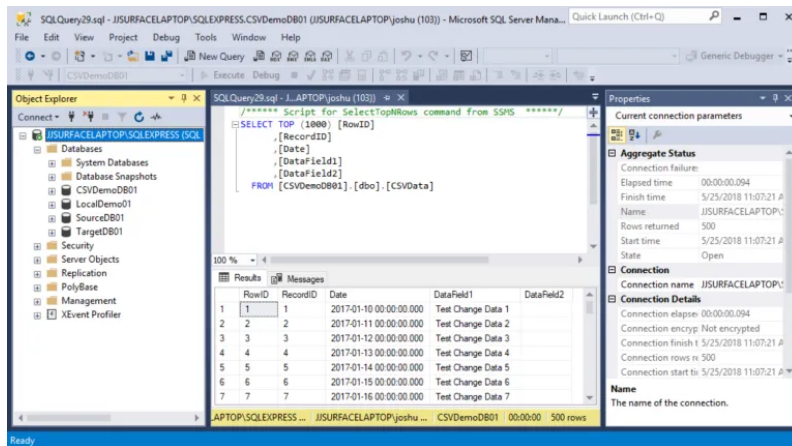 SQLQuery29.sql - JJSURFACELAPTOP\SQLEXPRESS.CSVDemoDB01 (JJSURFACELAPTOP\joshu (103)) - Microsoft SQL Server Mana...
Quick Launch (Ctrl+Q)
File Edit View Project Debug Tools Window Help
New Query
Generic Debugger
CSVDemoDB01 Execute Debug
Object Explorer
Connect
JJSURFACELAPTOP\SQLEXPRESS (SQL
Databases
System Databases
Database Snapshots
CSVDemoDB01
LocalDemo01
SourceDB01
TargetDB01
Security
Server Objects
Replication
PolyBase
Management
XEvent Profiler
SQLQuery29.sql - J...APTOP\joshu (103))
/****** Script for SelectTopNRows command from SSMS ******/
SELECT TOP (1000) [RowID]
,[RecordID]
,[Date]
,[DataField1]
,[DataField2]
FROM [CSVDemoDB01].[dbo].[CSVData]
100 %
Results Messages
RowID RecordID Date DataField1 DataField2
1 1 1 2017-01-10 00:00:00.000 Test Change Data 1
2 2 2 2017-01-11 00:00:00.000 Test Change Data 2
3 3 3 2017-01-12 00:00:00.000 Test Change Data 3
4 4 4 2017-01-13 00:00:00.000 Test Change Data 4
5 5 5 2017-01-14 00:00:00.000 Test Change Data 5
6 6 6 2017-01-15 00:00:00.000 Test Change Data 6
7 7 7 2017-01-16 00:00:00.000 Test Change Data 7
.APTOP\SQLEXPRESS ... JJSURFACELAPTOP\joshu ... CSVDemoDB01 00:00:00 500 rows
Properties
Current connection parameters
Aggregate Status
Connection failure:
Elapsed time 00:00:00.094
Finish time 5/25/2018 11:07:21 A
Name JJSURFACELAPTOP\S
Rows returned 500
Start time 5/25/2018 11:07:21 A
State Open
Connection
Connection name JJSURFACELAPTOP\S
Connection Details
Connection elapse 00:00:00.094
Connection encryp Not encrypted
Connection finish t 5/25/2018 11:07:21 A
Connection rows re 500
Connection start tir 5/25/2018 11:07:21 A
Name
The name of the connection.
Ready